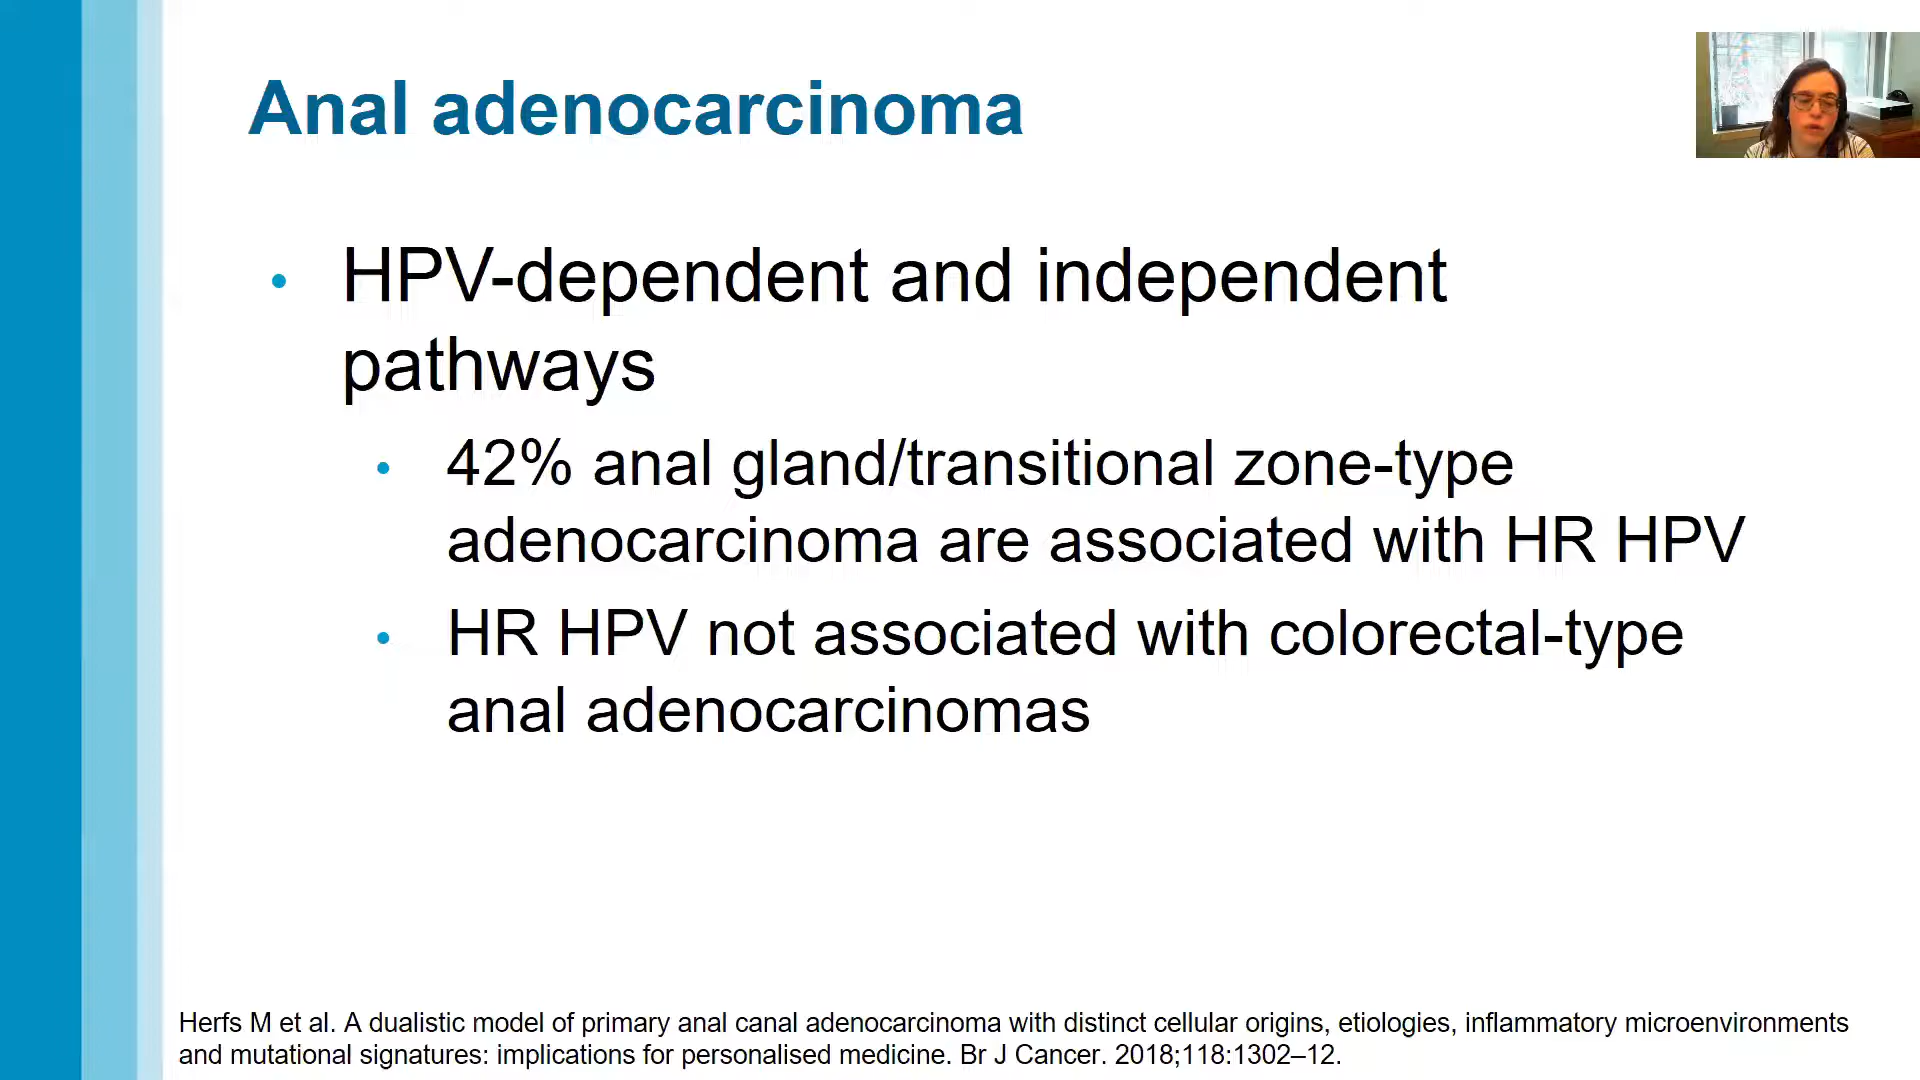 Anal adenocarcinoma
• HPV-dependent and independent
pathways
• 42% anal gland/transitional zone-type
adenocarcinoma are associated with HR HPV
• HR HPV not associated with colorectal-type
anal adenocarcinomas
Herfs M et al. A dualistic model of primary anal canal adenocarcinoma with distinct cellular origins, etiologies, inflammatory microenvironments
and mutational signatures: implications for personalised medicine. Br J Cancer. 2018;118:1302–12.